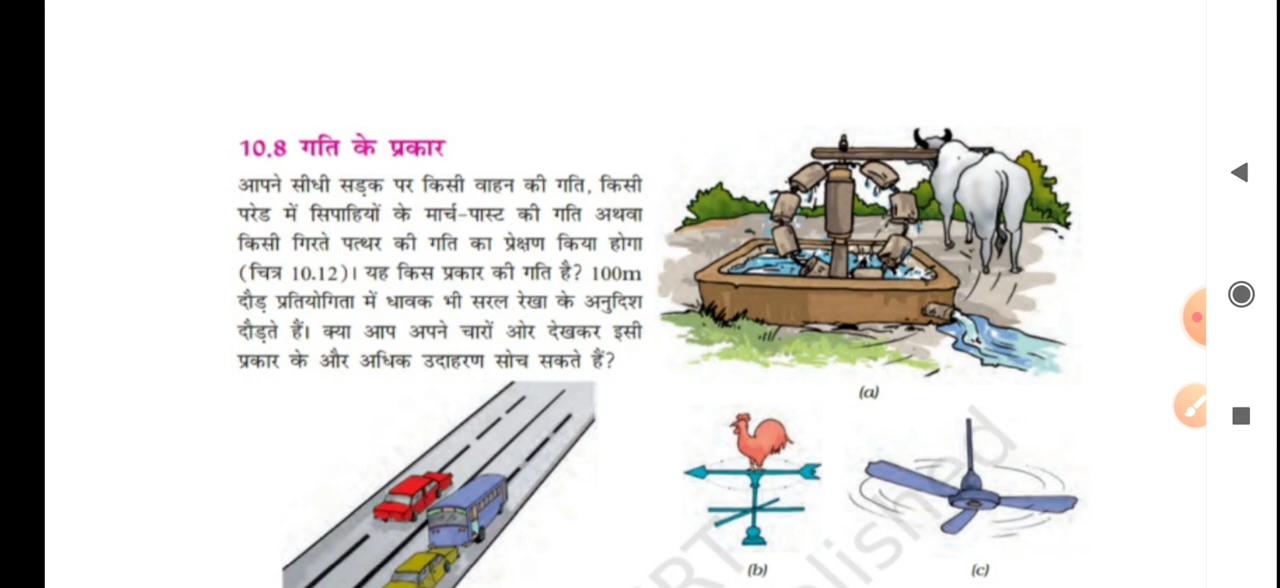 10.8 गति के प्रकार
आपने सीधी सड़क पर किसी वाहन की गति, किसी
परेड में सिपाहियों के मार्च-पास्ट की गति अथवा
किसी गिरते पत्थर की गति का प्रेक्षण किया होगा
(चित्र 10.12)। यह किस प्रकार की गति है? 100m
दौड़ प्रतियोगिता में धावक भी सरल रेखा के अनुदिश
दौड़ते हैं। क्या आप अपने चारों ओर देखकर इसी
प्रकार के और अधिक उदाहरण सोच सकते हैं?
(a)
(b)
(c)